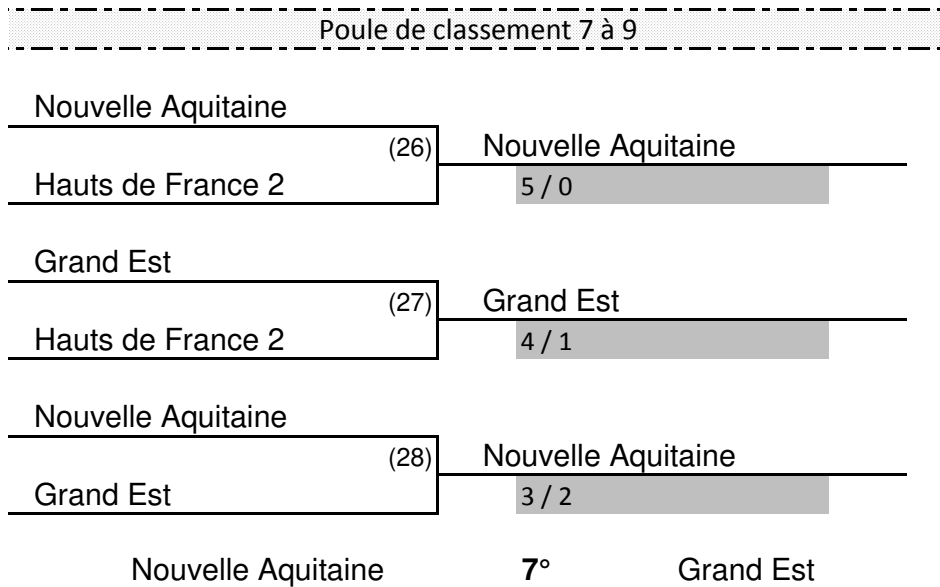 Poule de classement 7 à 9
Nouvelle Aquitaine
(26) Nouvelle Aquitaine
Hauts de France 2 5 / 0
Grand Est
(27) Grand Est
Hauts de France 2 4 / 1
Nouvelle Aquitaine
(28) Nouvelle Aquitaine
Grand Est 3 / 2
Nouvelle Aquitaine 7° Grand Est